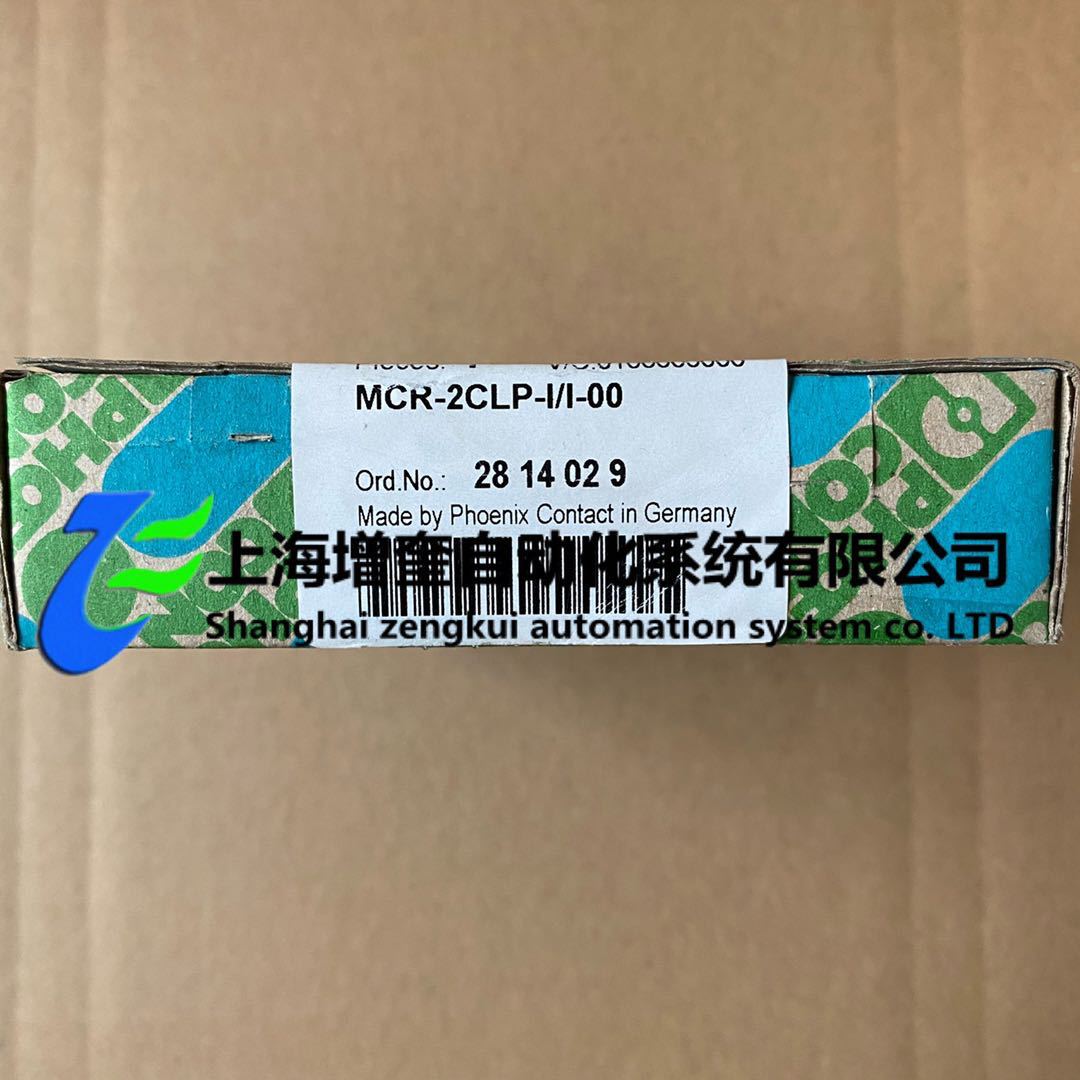 MCR-2CLP-I/I-00
Ord.No.: 28 14 02 9
Made by Phoenix Contact in Germany
上海增奎自动化系统有限公司
Shanghai zengkui automation system co. LTD